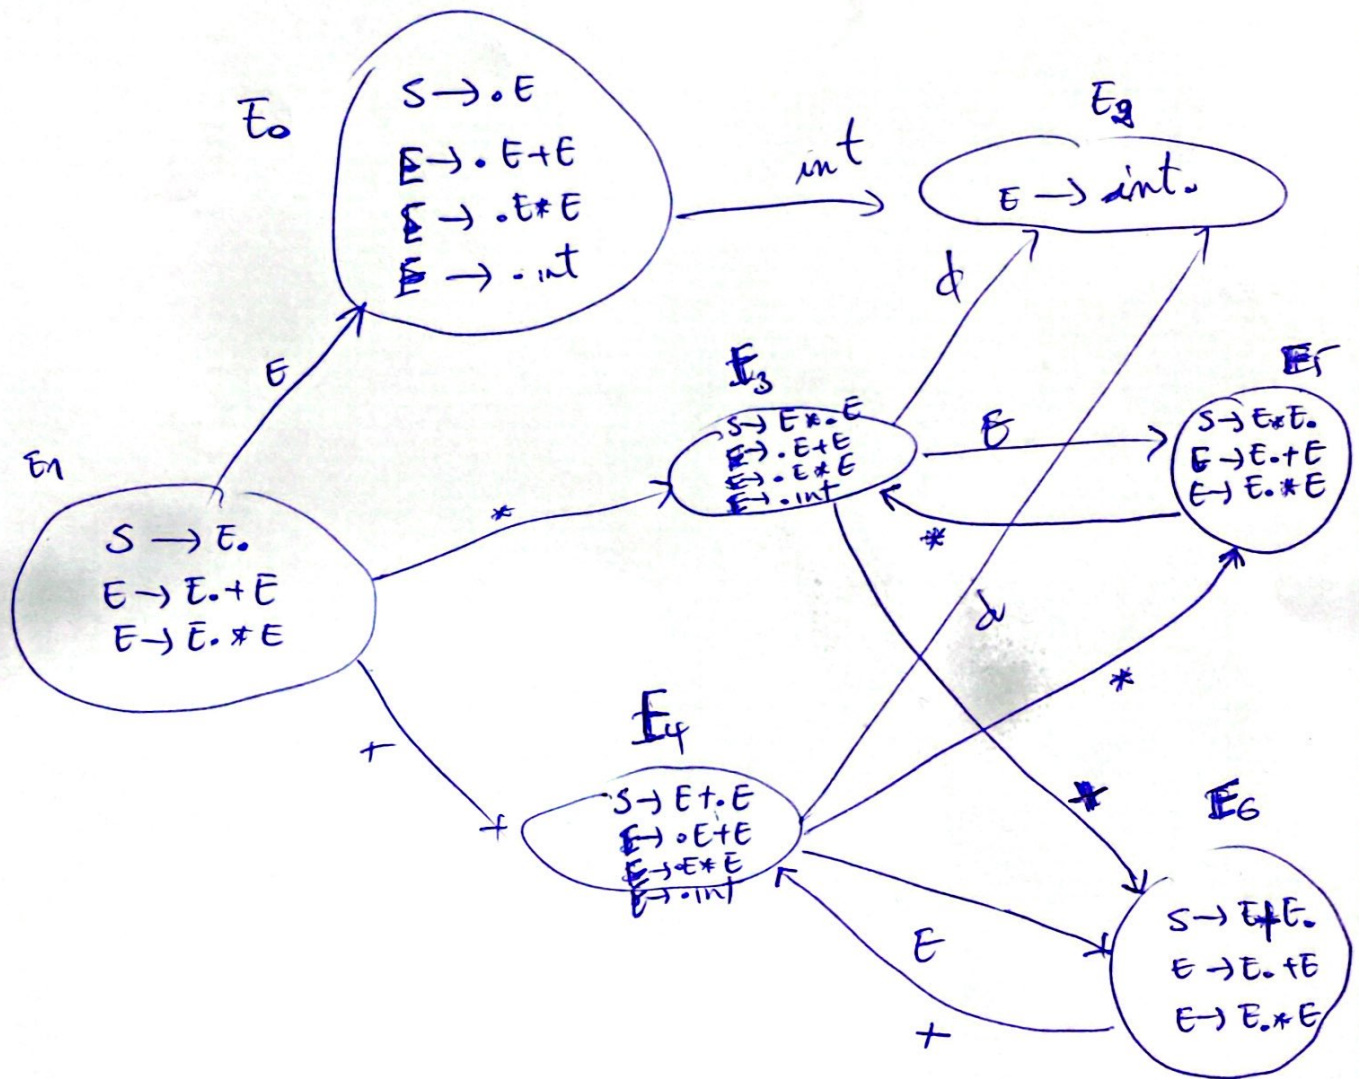 E0
S → .E
E → . E+E
E → .E*E
E → .int
int
E2
E → int.
E
d
E3
S → E*.E
E → .E+E
E → .E*E
E → .int
E
*
E5
S → E*E.
E → E.+E
E → E.*E
E1
S → E.
E → E.+E
E → E.*E
*
+
d
*
*
E4
S → E+.E
E → .E+E
E → .E*E
E → .int
E
+
E6
S → E+E.
E → E.+E
E → E.*E